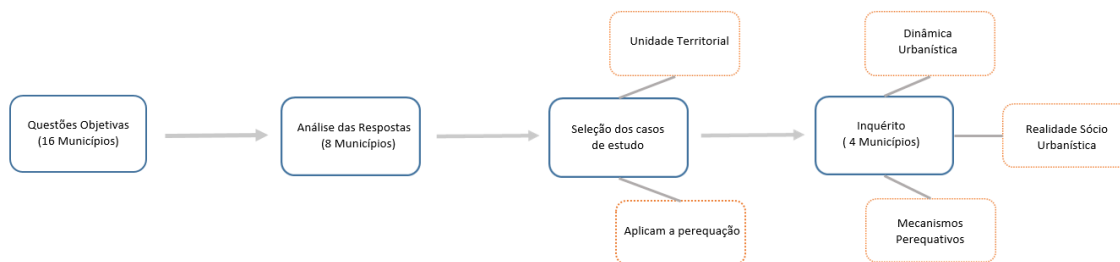 Questões Objetivas
(16 Municípios)
Análise das Respostas
(8 Municípios)
Unidade Territorial
Seleção dos casos
de estudo
Aplicam a perequação
Dinâmica
Urbanística
Inquérito
( 4 Municípios)
Realidade Sócio
Urbanística
Mecanismos
Perequativos